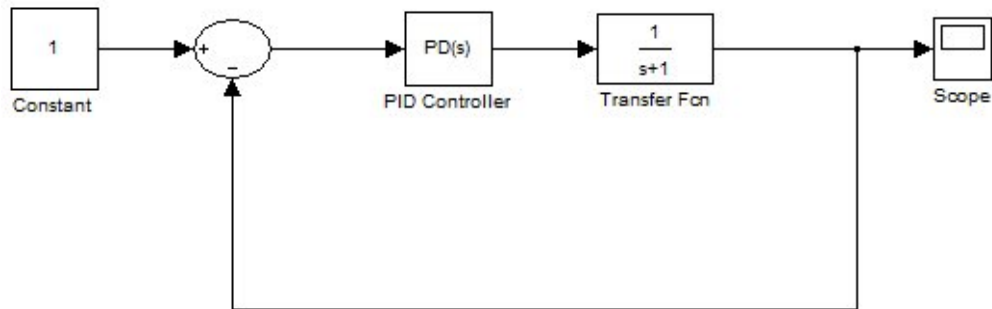 1
Constant
+
−
PD(s)
PID Controller
1
s+1
Transfer Fcn
Scope